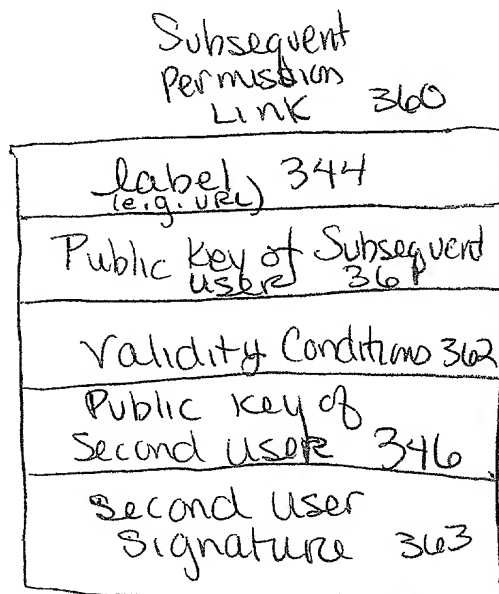 Subsequent
Permission
Link 360
label 344
(e.g. URL)
Public Key of Subsequent
user 361
Validity Conditions 362
Public Key of
Second user 346
Second user
Signature 363